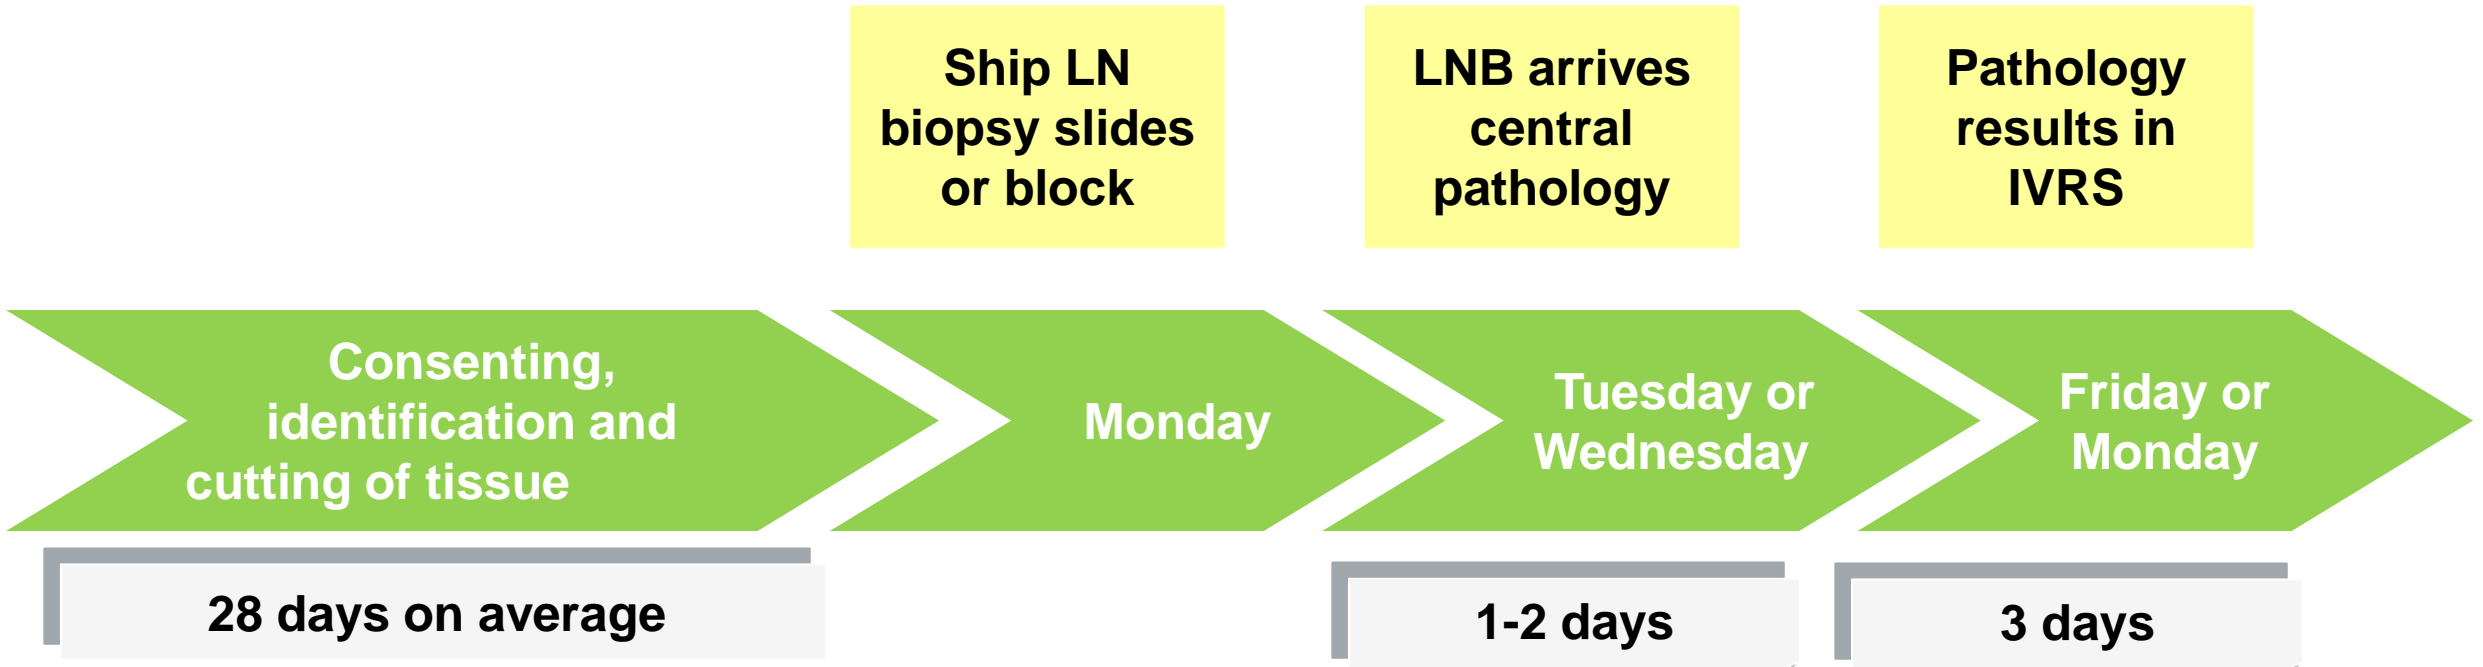 Ship LN
biopsy slides
or block
LNB arrives
central
pathology
Pathology
results in
IVRS
Consenting,
identification and
cutting of tissue
Monday
Tuesday or
Wednesday
Friday or
Monday
28 days on average
1-2 days
3 days